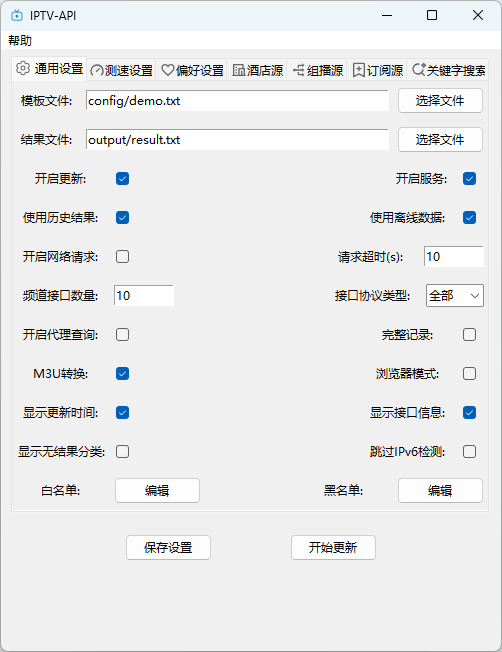 IPTV-API
帮助
通用设置 测速设置 偏好设置 酒店源 组播源 订阅源 关键字搜索
模板文件: config/demo.txt 选择文件
结果文件: output/result.txt 选择文件
开启更新: 开启服务:
使用历史结果: 使用离线数据:
开启网络请求: 请求超时(s): 10
频道接口数量: 10 接口协议类型: 全部
开启代理查询: 完整记录:
M3U转换: 浏览器模式:
显示更新时间: 显示接口信息:
显示无结果分类: 跳过IPv6检测:
白名单: 编辑 黑名单: 编辑
保存设置 开始更新